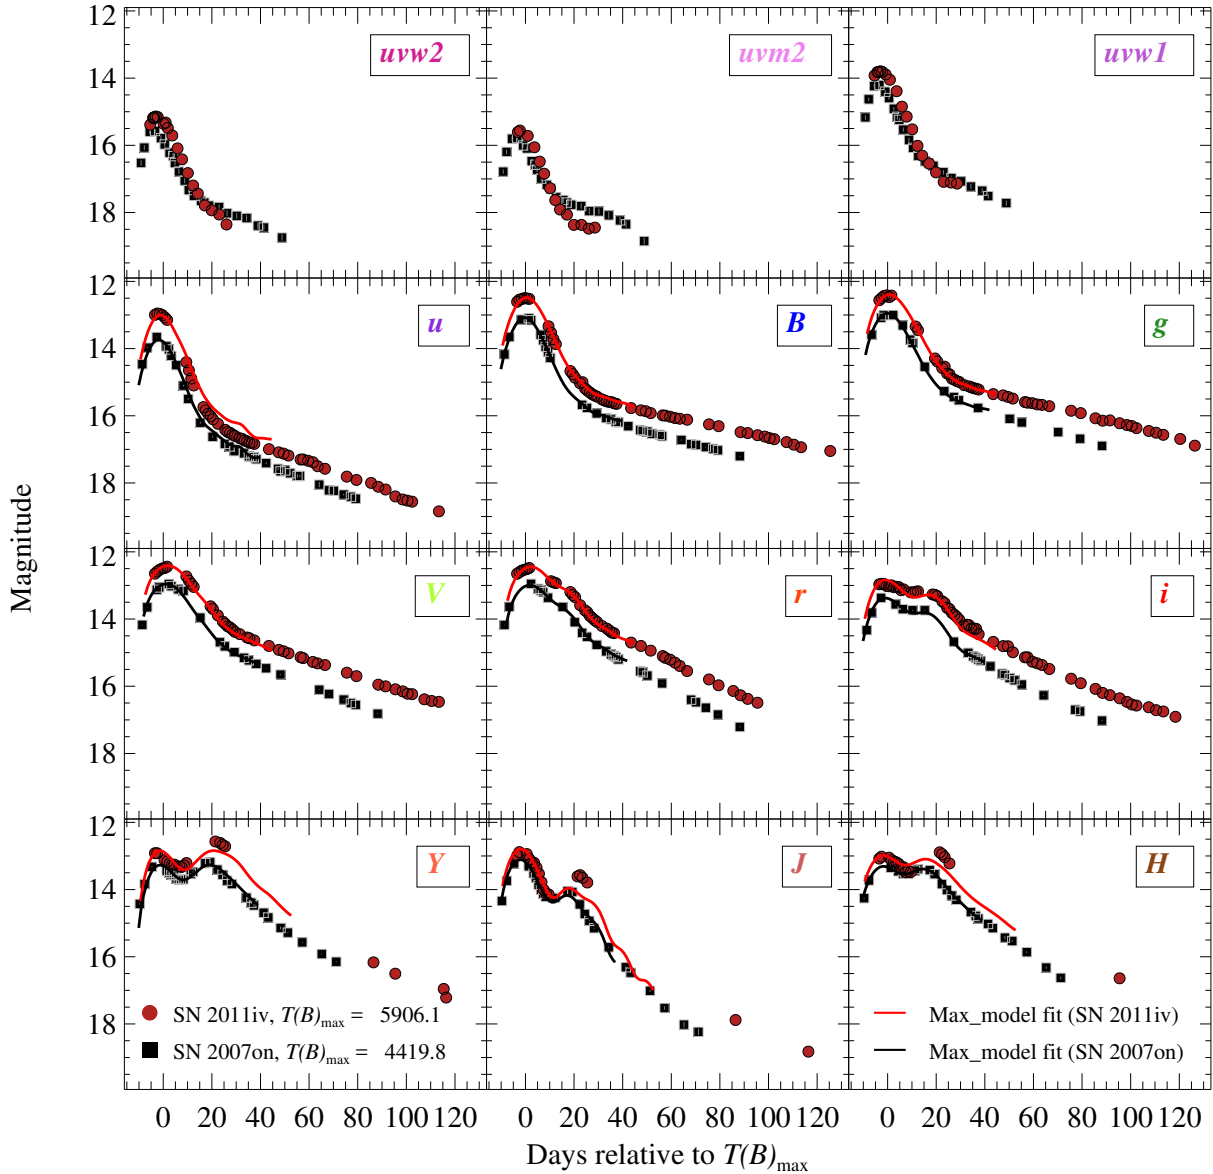 12
14
16
18
uvw2
uvm2
uvw1
12
14
16
18
u
B
g
Magnitude
12
14
16
18
V
r
i
12
14
16
18
Y
J
H
SN 2011iv, T(B)max = 5906.1
SN 2007on, T(B)max = 4419.8
Max_model fit (SN 2011iv)
Max_model fit (SN 2007on)
0 20 40 60 80 100 120
0 20 40 60 80 100 120
0 20 40 60 80 100 120
Days relative to T(B)max